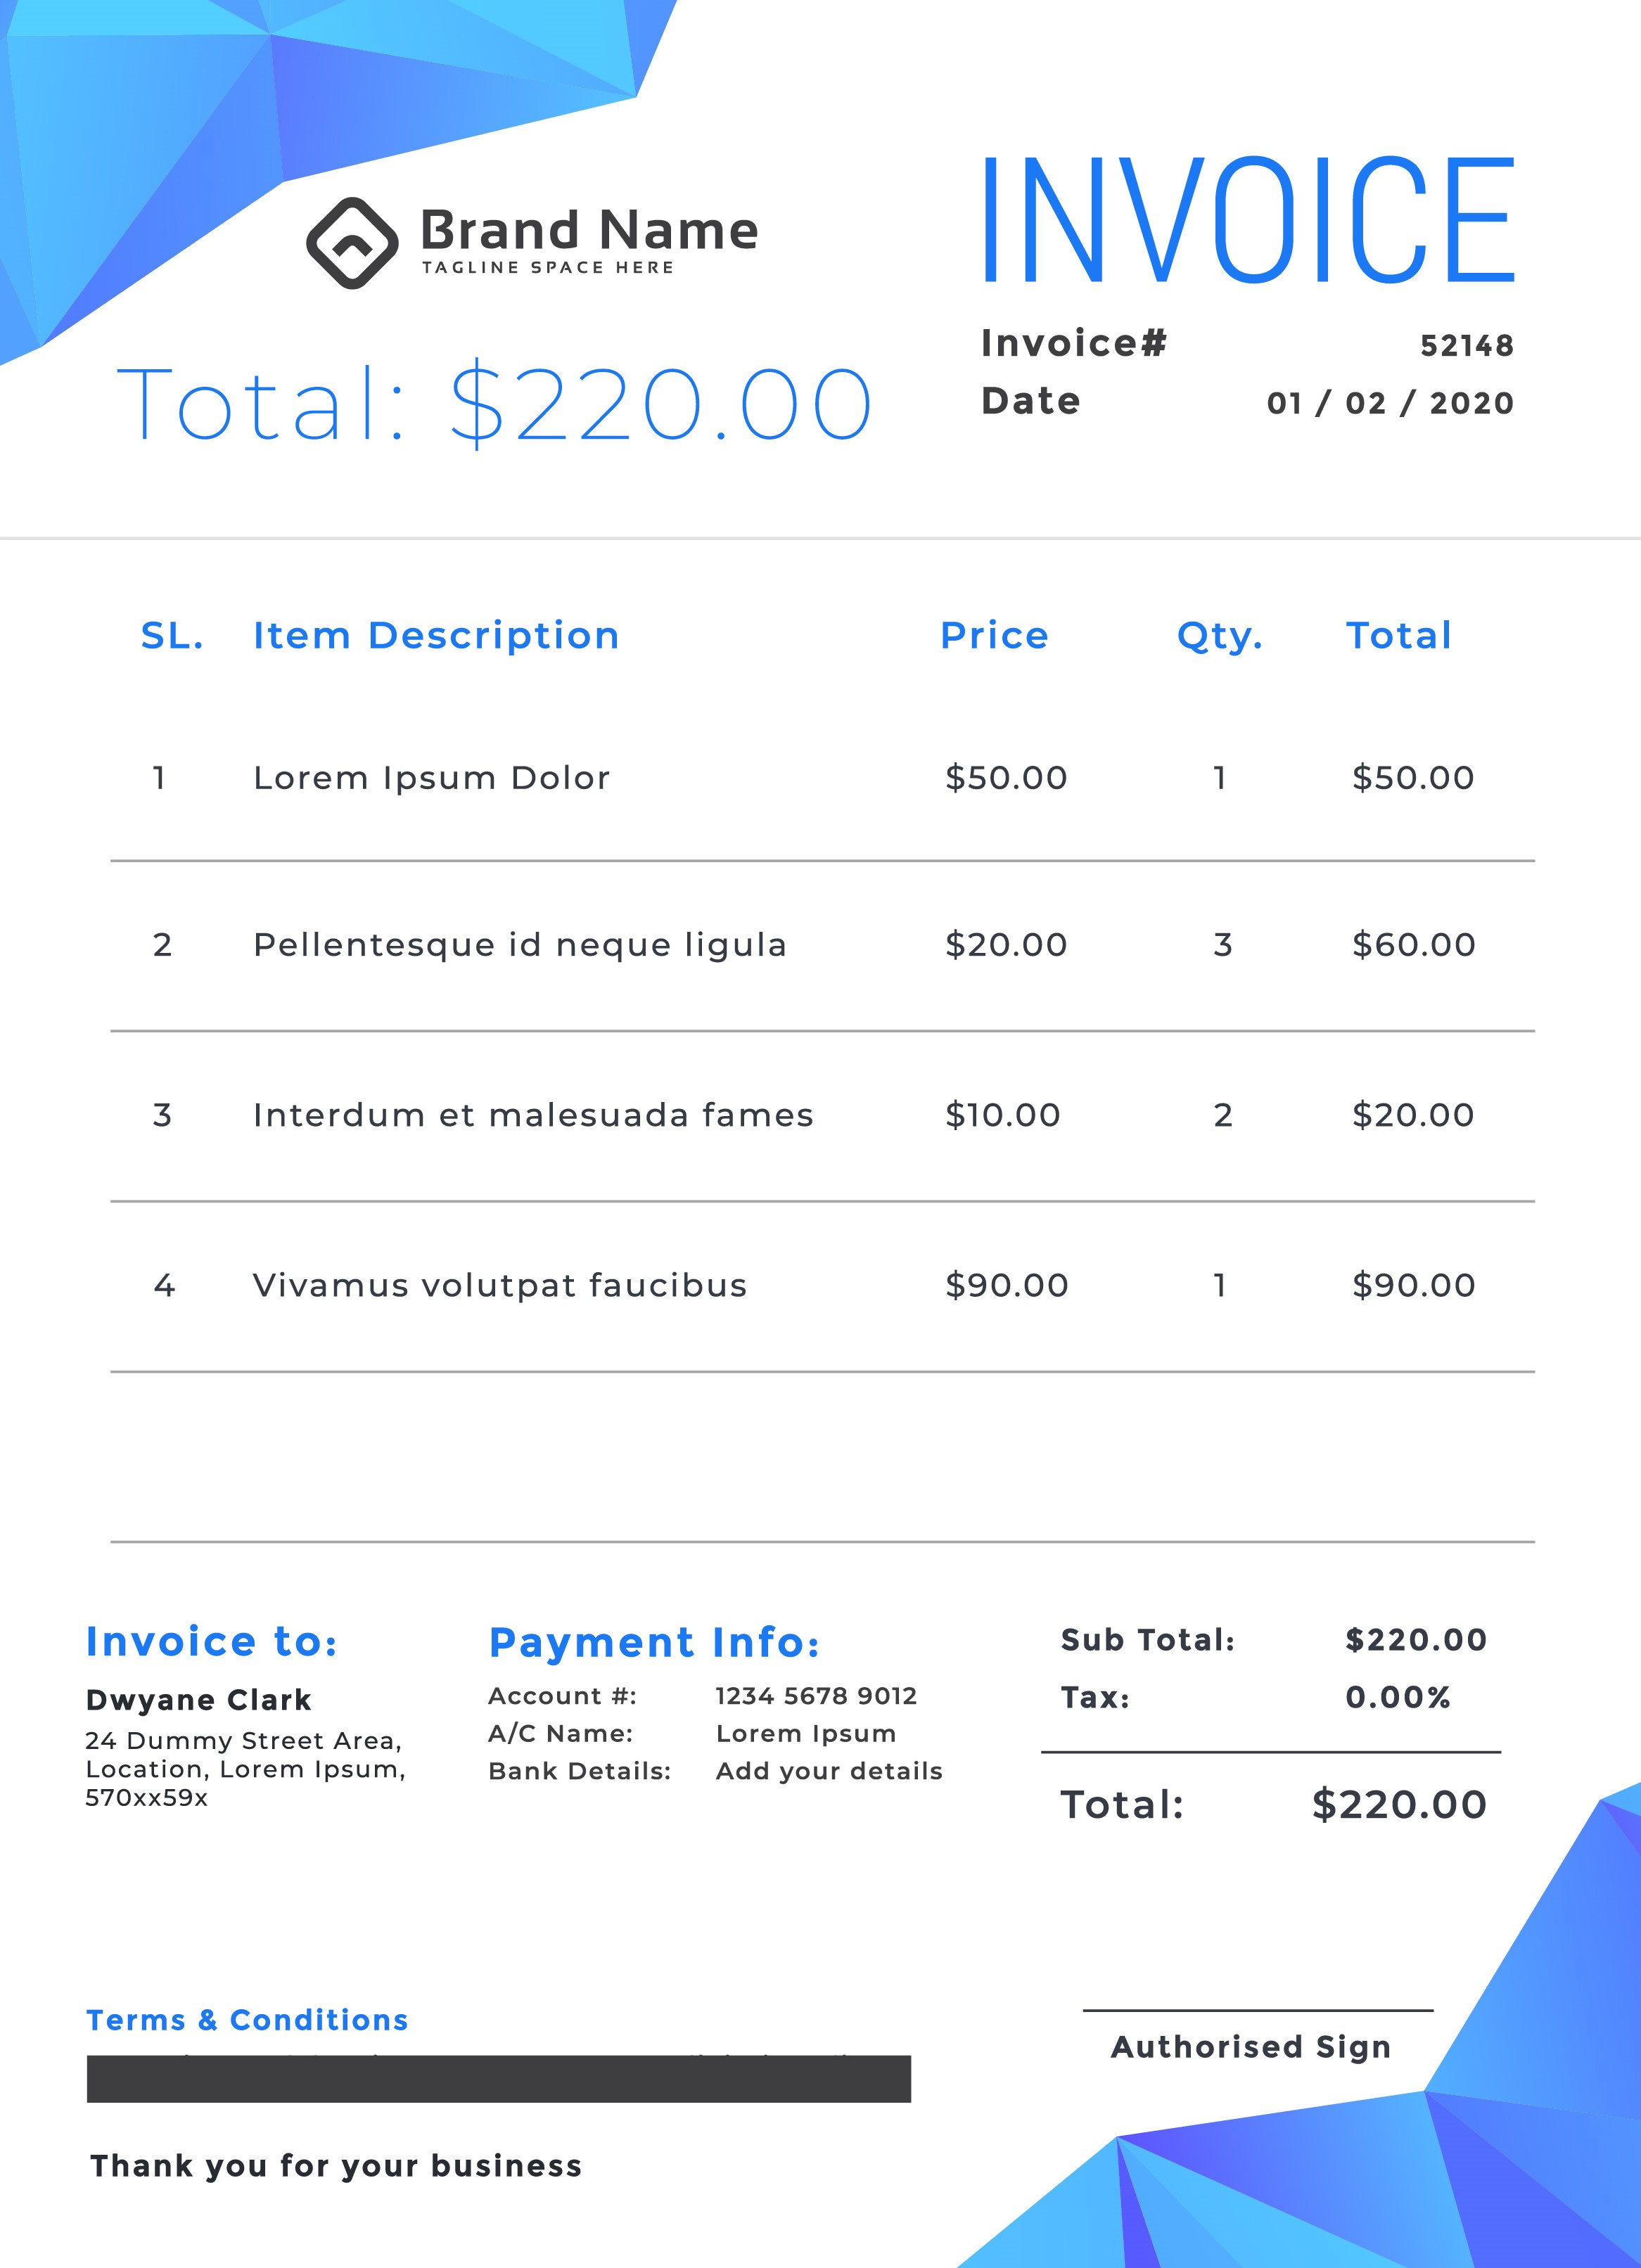 Brand Name
TAGLINE SPACE HERE
INVOICE
Invoice# 52148
Date 01 / 02 / 2020
Total: $220.00
SL. Item Description Price Qty. Total
1 Lorem Ipsum Dolor $50.00 1 $50.00
2 Pellentesque id neque ligula $20.00 3 $60.00
3 Interdum et malesuada fames $10.00 2 $20.00
4 Vivamus volutpat faucibus $90.00 1 $90.00
Invoice to:
Dwyane Clark
24 Dummy Street Area,
Location, Lorem Ipsum,
570xx59x
Payment Info:
Account #: 1234 5678 9012
A/C Name: Lorem Ipsum
Bank Details: Add your details
Sub Total: $220.00
Tax: 0.00%
Total: $220.00
Terms & Conditions
Authorised Sign
Thank you for your business